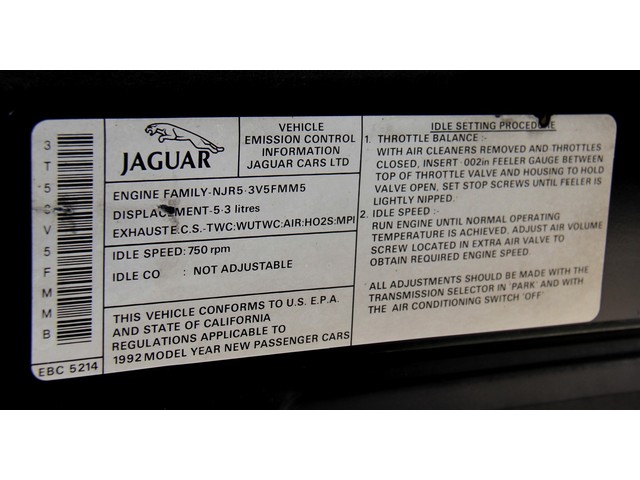 3T5CV5FMMB
EBC 5214
JAGUAR
VEHICLE
EMISSION CONTROL
INFORMATION
JAGUAR CARS LTD
ENGINE FAMILY-NJR5·3V5FMM5
DISPLACEMENT-5·3 litres
EXHAUST E.C.S.-TWC:WUTWC:AIR:HO2S:MPI
IDLE SPEED: 750 rpm
IDLE CO : NOT ADJUSTABLE
THIS VEHICLE CONFORMS TO U.S. E.P.A.
AND STATE OF CALIFORNIA
REGULATIONS APPLICABLE TO
1992 MODEL YEAR NEW PASSENGER CARS
IDLE SETTING PROCEDURE
1. THROTTLE BALANCE :-
WITH AIR CLEANERS REMOVED AND THROTTLES
CLOSED, INSERT ·002in FEELER GAUGE BETWEEN
TOP OF THROTTLE VALVE AND HOUSING TO HOLD
VALVE OPEN, SET STOP SCREW UNTIL FEELER IS
LIGHTLY NIPPED.
2. IDLE SPEED :-
RUN ENGINE UNTIL NORMAL OPERATING
TEMPERATURE IS ACHIEVED, ADJUST AIR VOLUME
SCREW LOCATED IN EXTRA AIR VALVE TO
OBTAIN REQUIRED ENGINE SPEED.
*ALL ADJUSTMENTS SHOULD BE MADE WITH THE
TRANSMISSION SELECTOR IN 'PARK' AND WITH
THE AIR CONDITIONING SWITCH 'OFF'